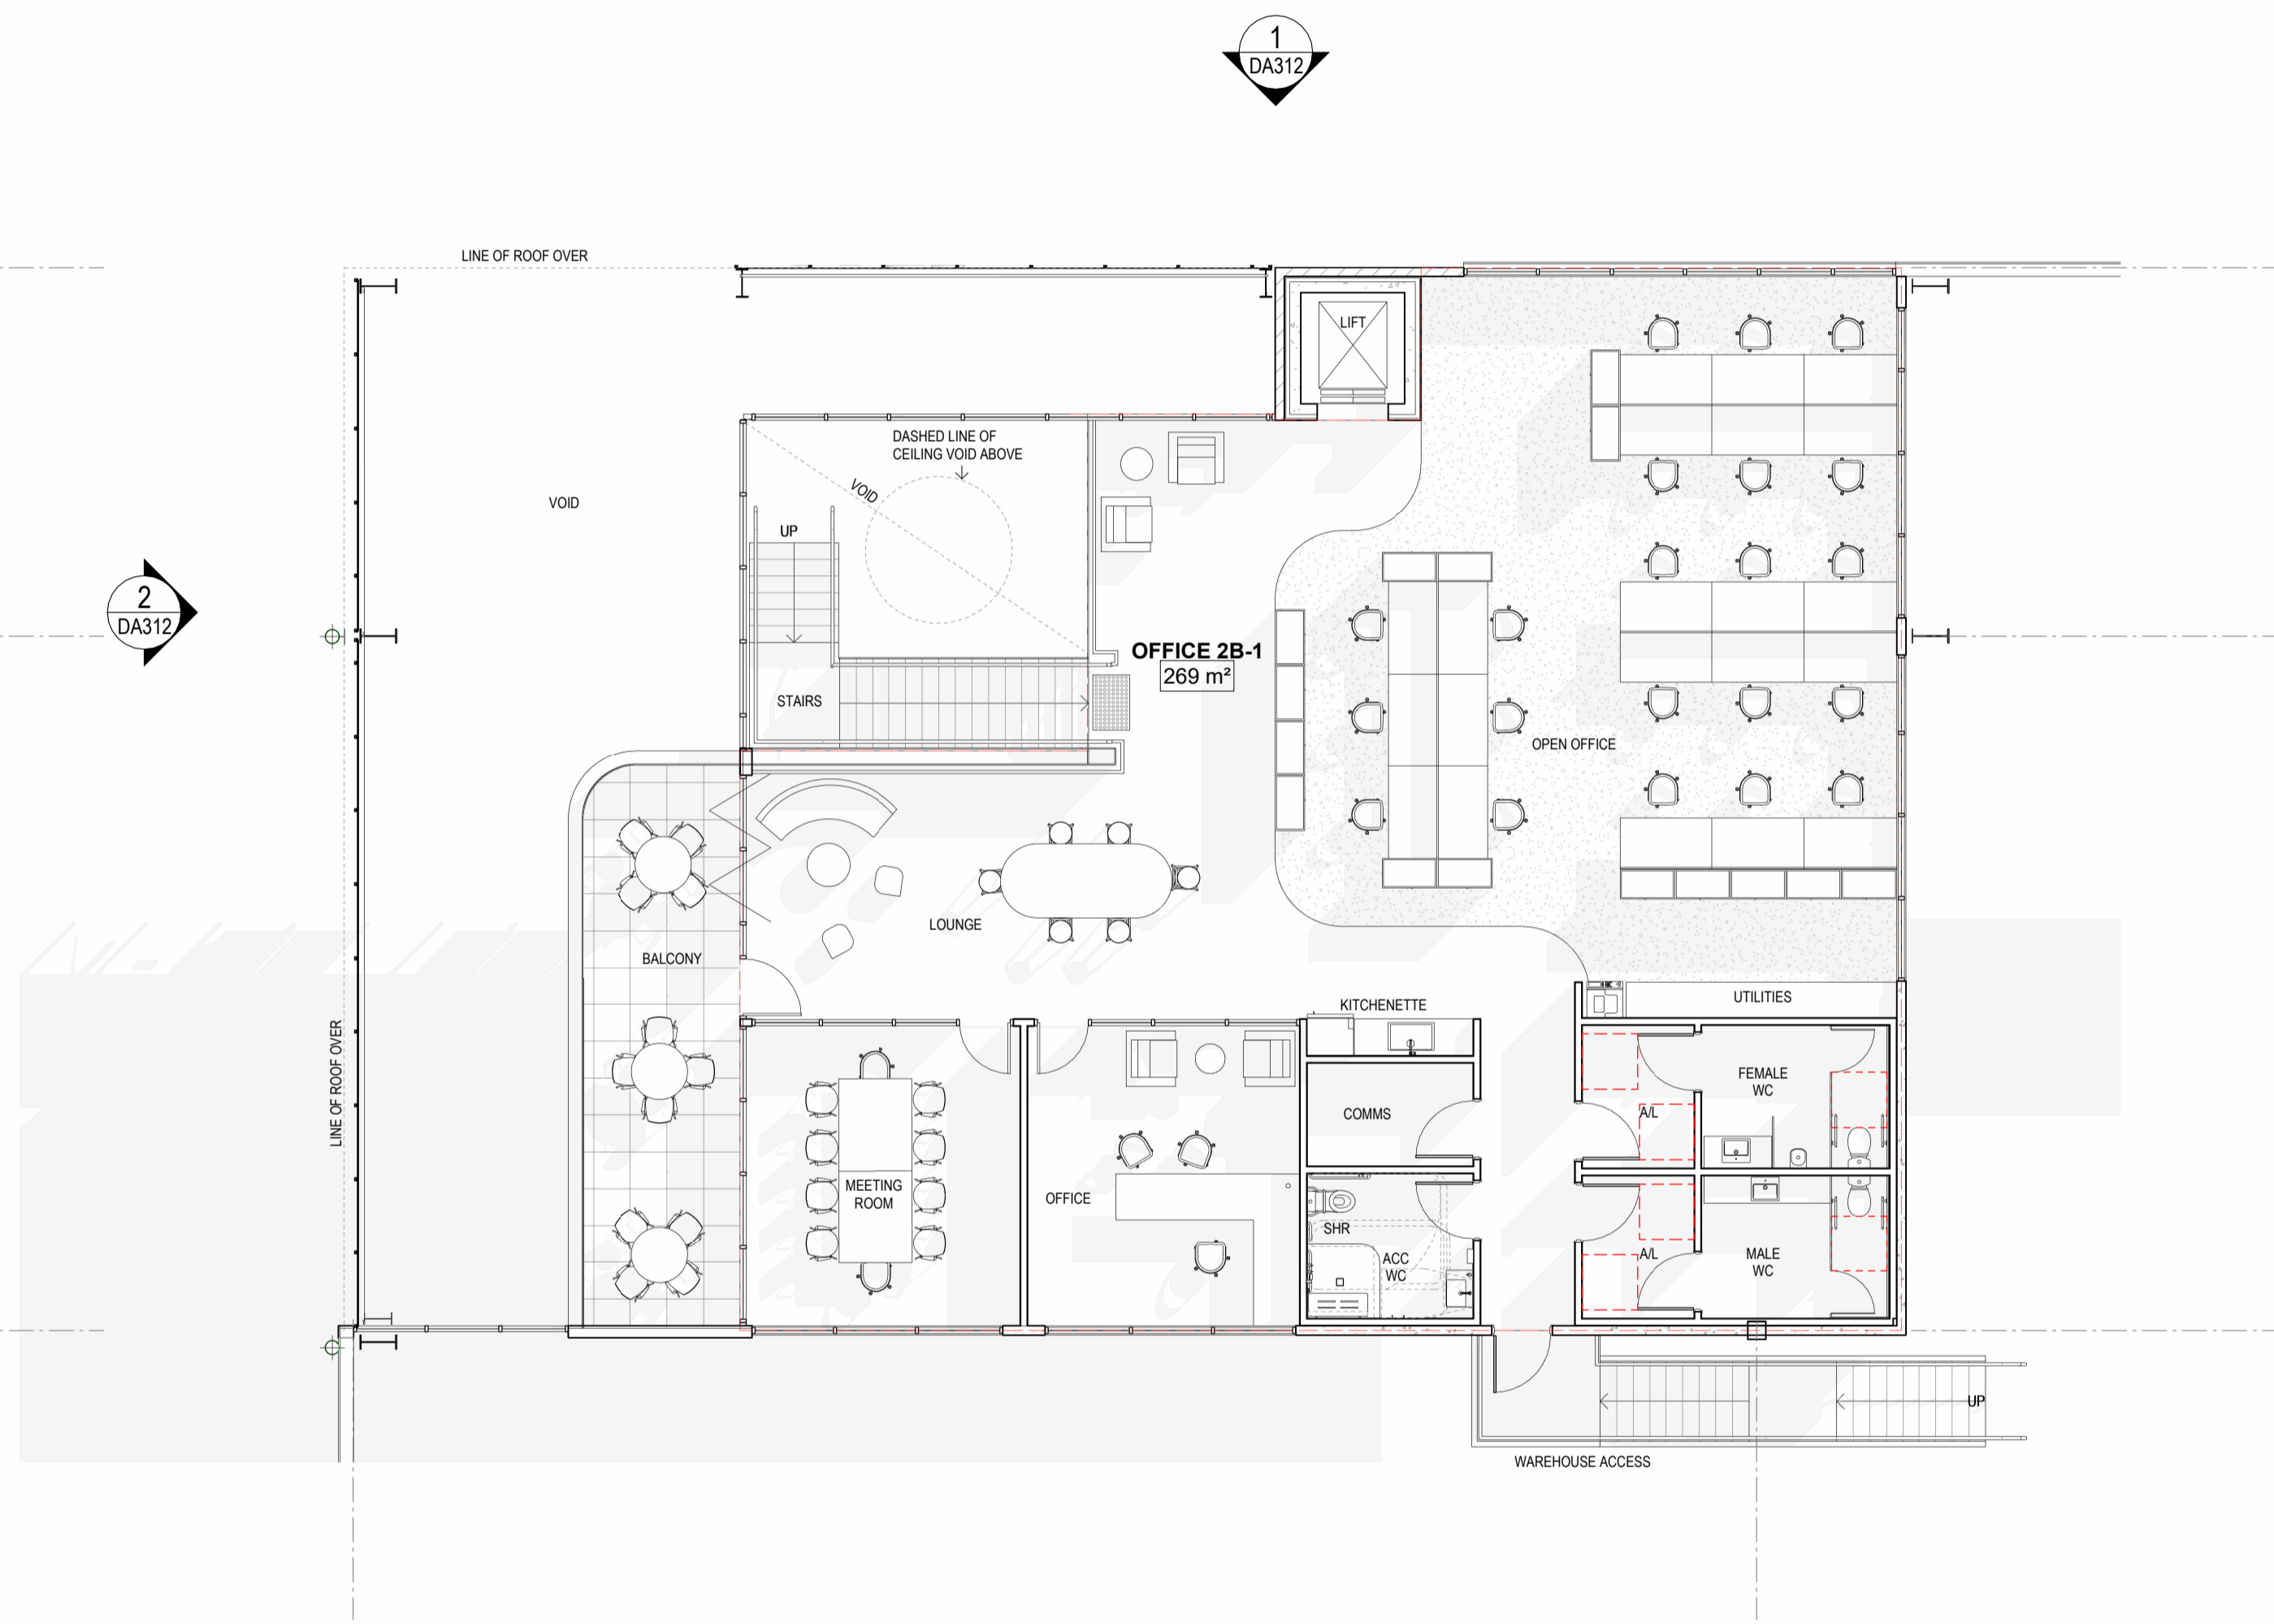 1
DA312
LINE OF ROOF OVER
LIFT
DASHED LINE OF
CEILING VOID ABOVE
VOID
VOID
UP
2
DA312
OFFICE 2B-1
269 m²
STAIRS
OPEN OFFICE
LOUNGE
BALCONY
UTILITIES
KITCHENETTE
LINE OF ROOF OVER
FEMALE
WC
A/L
COMMS
MEETING
ROOM
OFFICE
SHR
ACC
WC
A/L
MALE
WC
UP
WAREHOUSE ACCESS